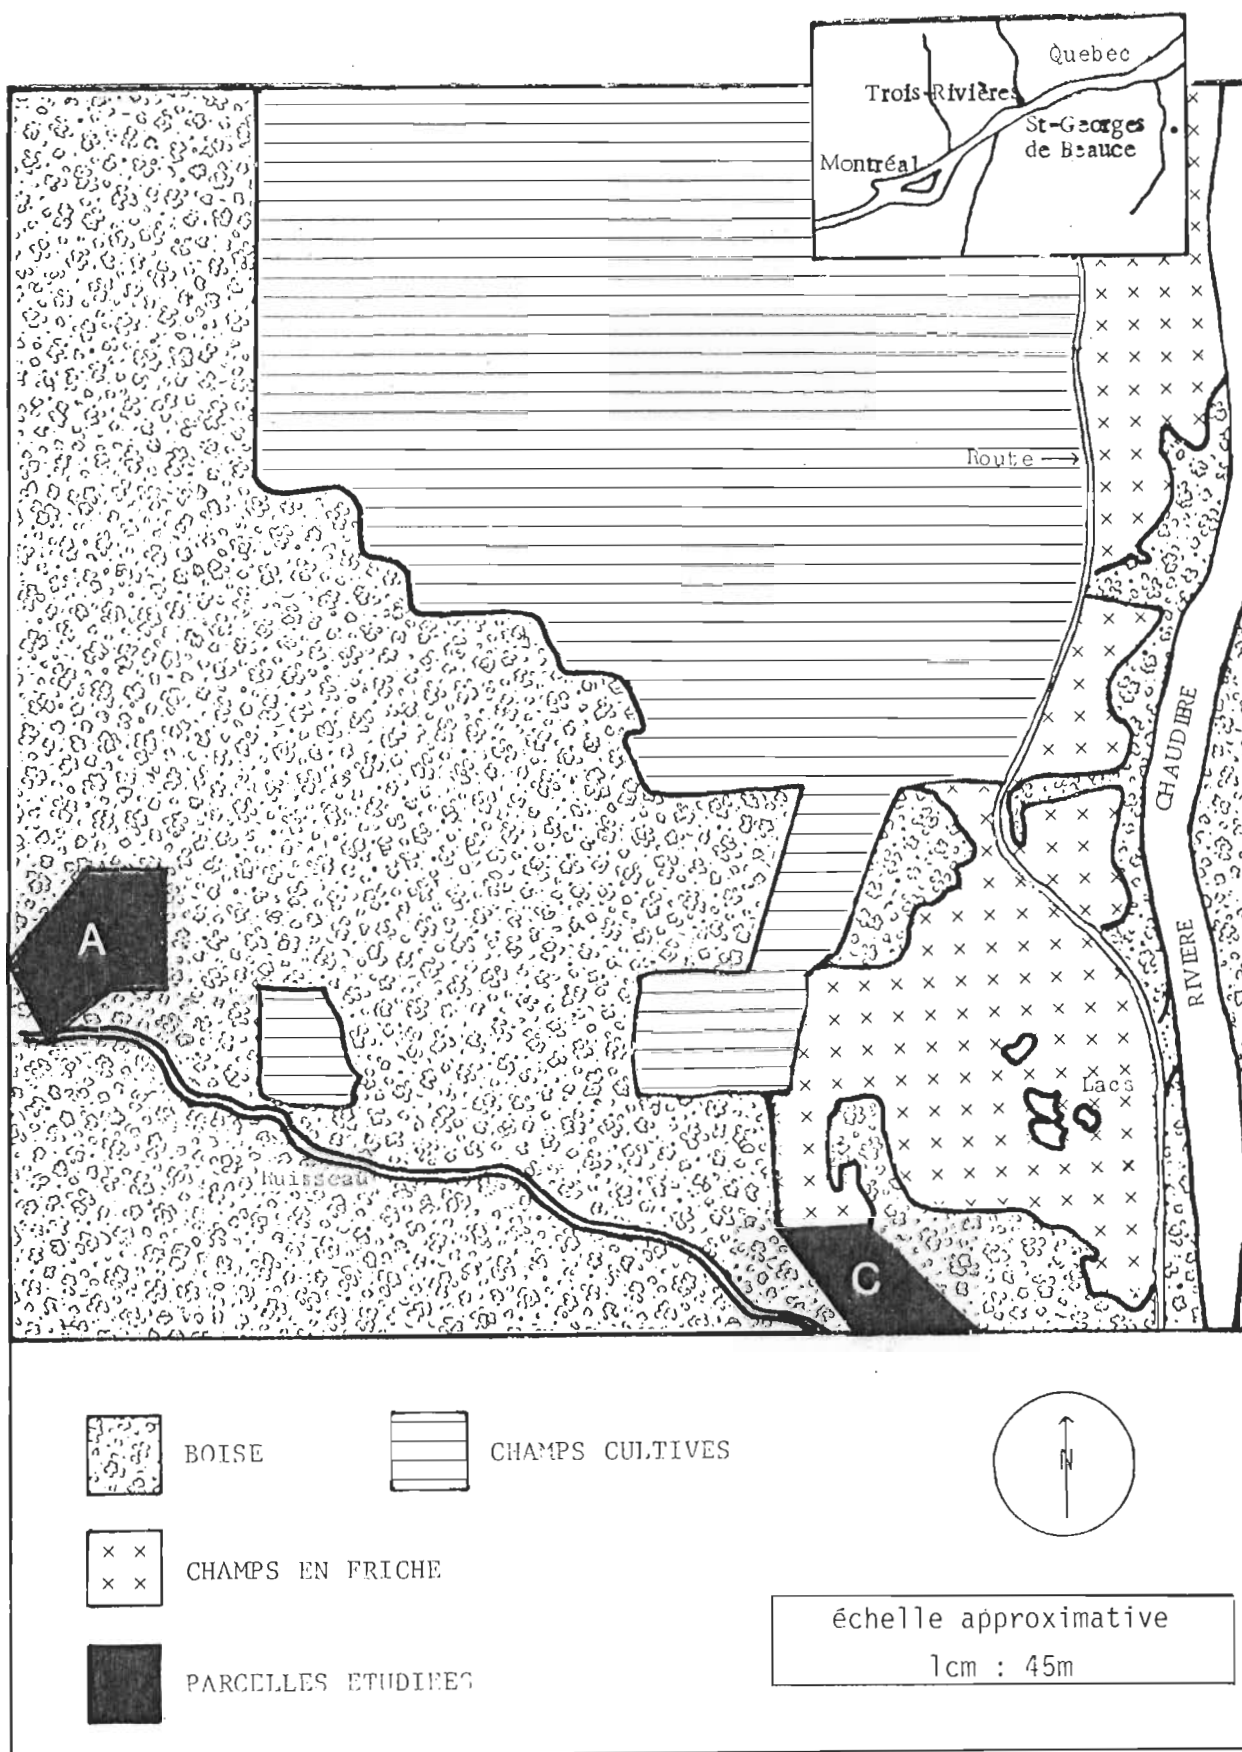 Quebec
Trois-Rivières
St-Georges
de Beauce
Montréal
Route
CHAUDIERE
RIVIERE
A
Lacs
Ruisseau
C
BOISE
CHAMPS CULTIVES
N
CHAMPS EN FRICHE
échelle approximative
1cm : 45m
PARCELLES ETUDIEES